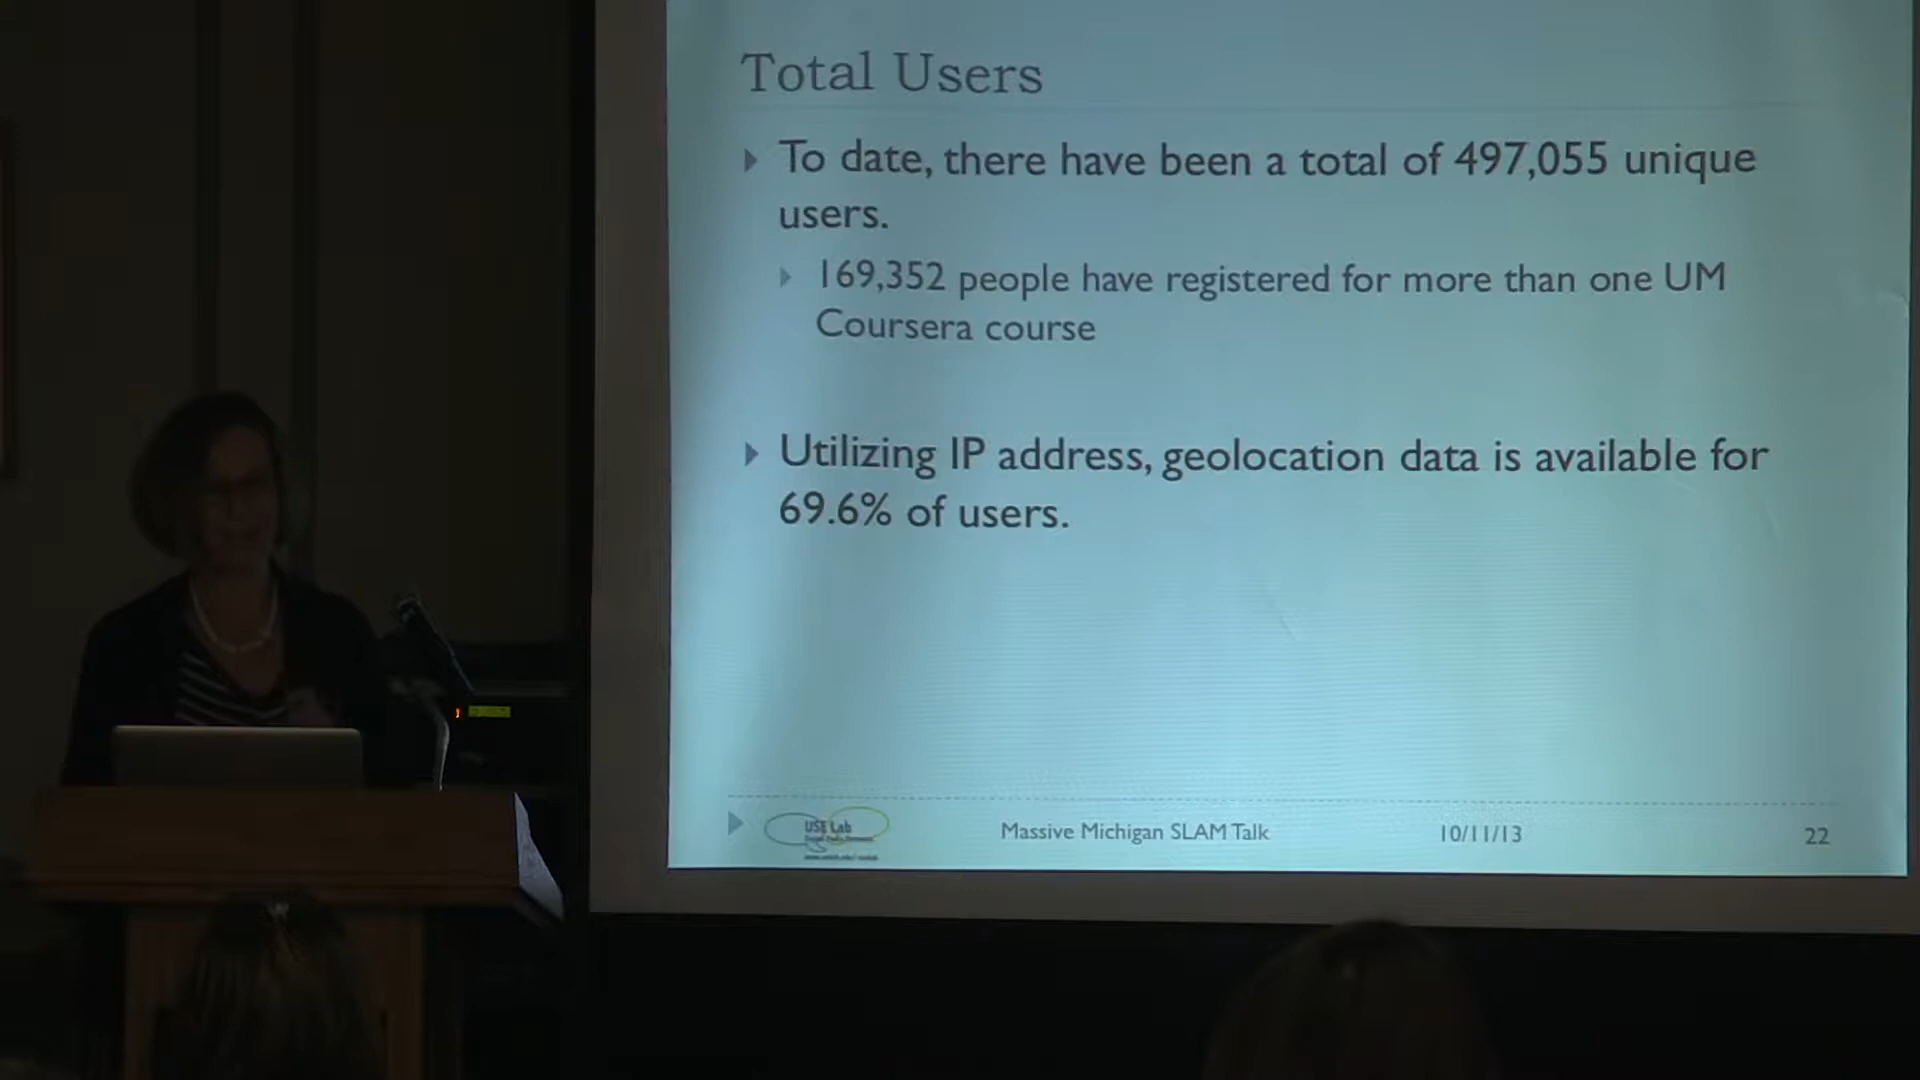 Total Users
To date, there have been a total of 497,055 unique
users.
169,352 people have registered for more than one UM
Coursera course
Utilizing IP address, geolocation data is available for
69.6% of users.
USE Lab
Massive Michigan SLAM Talk
10/11/13
22